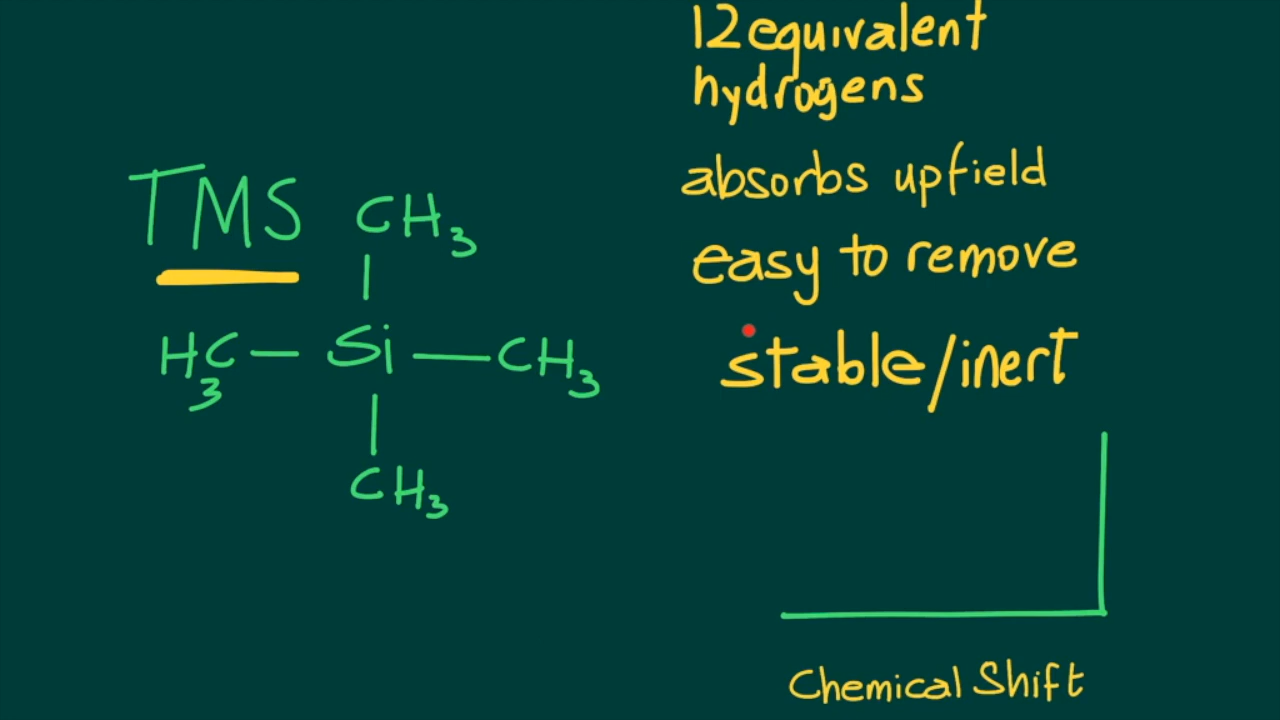 12 equivalent
hydrogens
absorbs upfield
TMS
CH3
easy to remove
H3C — Si — CH3
stable/inert
CH3
Chemical Shift